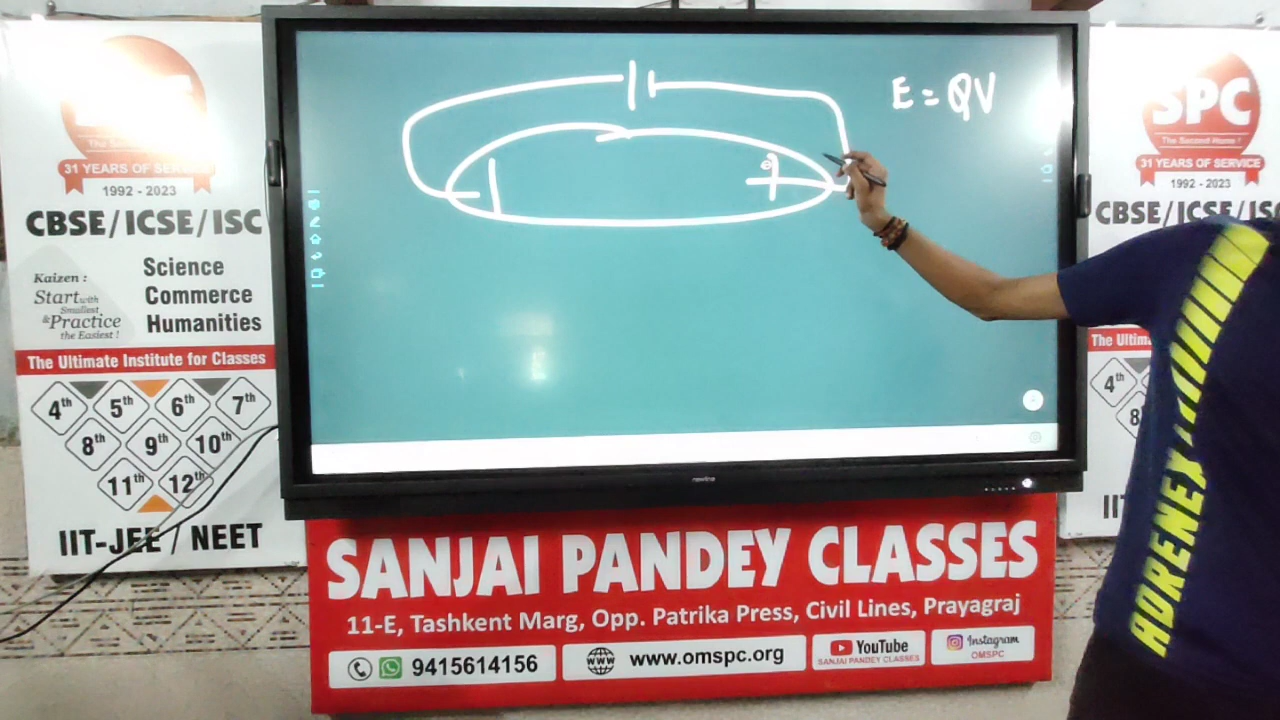 31 YEARS OF SERVICE
1992 - 2023
CBSE/ICSE/ISC
Kaizen :
Start with
Smallest
& Practice
the Easiest !
Science
Commerce
Humanities
The Ultimate Institute for Classes
4th 5th 6th 7th
8th 9th 10th
11th 12th
IIT-JEE / NEET
E = QV
e
newline
SPC
The Second Home !
31 YEARS OF SERVICE
1992 - 2023
CBSE/ICSE/ISC
The
4th
8
ADRENEX
SANJAI PANDEY CLASSES
11-E, Tashkent Marg, Opp. Patrika Press, Civil Lines, Prayagraj
9415614156
www.omspc.org
YouTube
SANJAI PANDEY CLASSES
Instagram
OMSPC